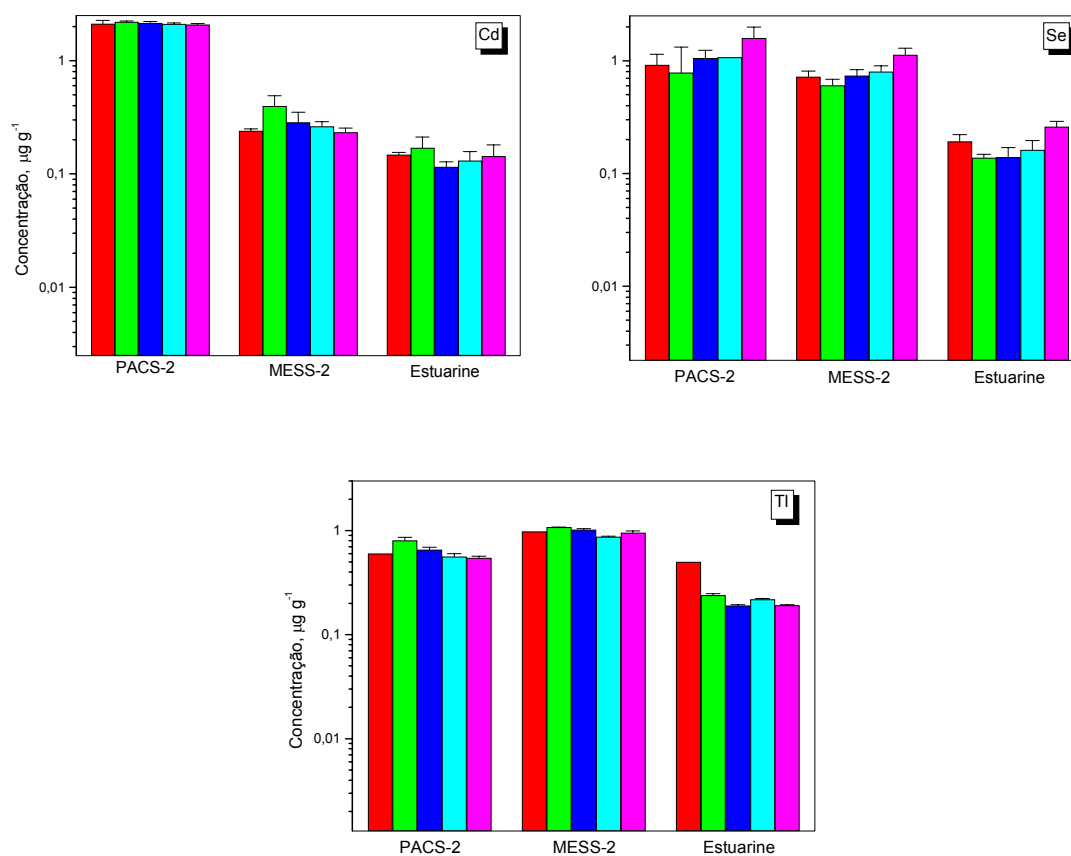 Cd
1
0,1
0,01
Concentração, µg g⁻¹
PACS-2 MESS-2 Estuarine
Se
1
0,1
0,01
PACS-2 MESS-2 Estuarine
Tl
1
0,1
0,01
Concentração, µg g⁻¹
PACS-2 MESS-2 Estuarine